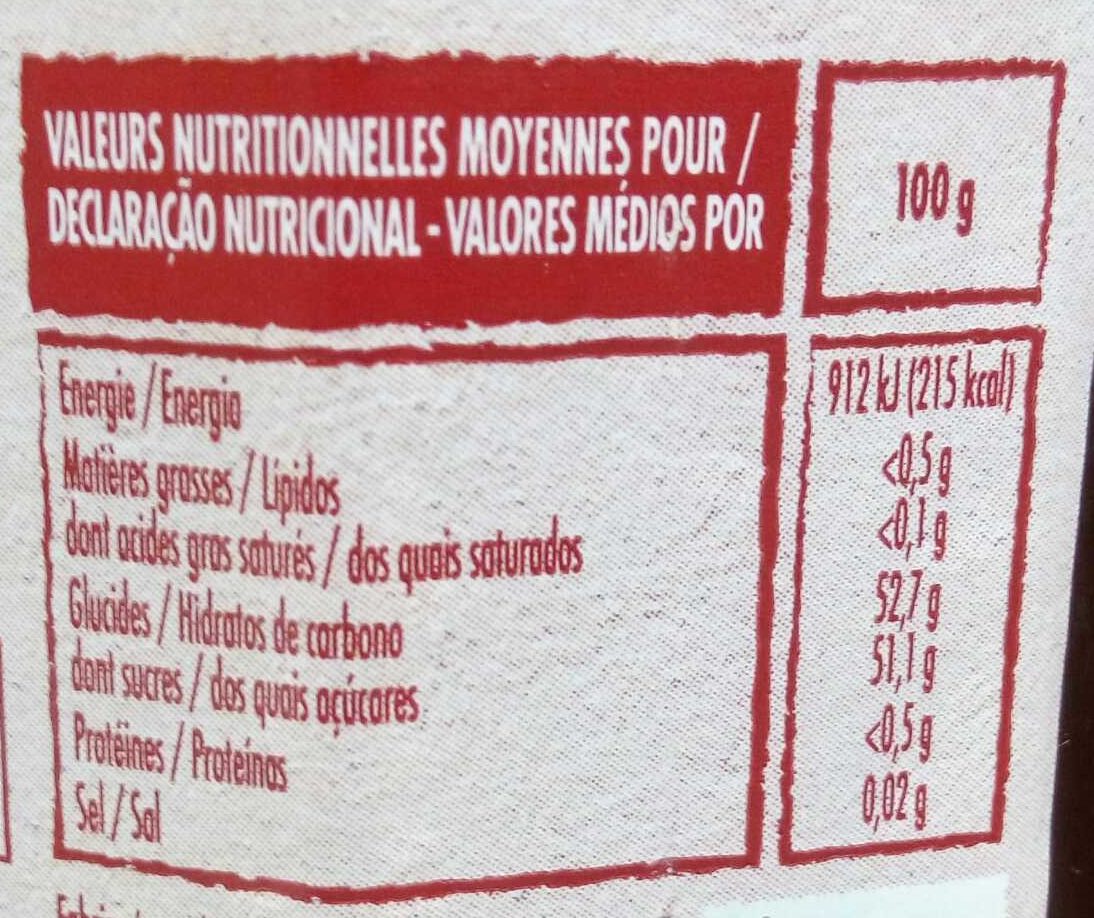 VALEURS NUTRITIONNELLES MOYENNES POUR /
DECLARAÇÃO NUTRICIONAL - VALORES MÉDIOS POR
100 g
Energie / Energia 912 kJ (215 kcal)
Matières grasses / Lípidos <0,5 g
dont acides gras saturés / dos quais saturados <0,1 g
Glucides / Hidratos de carbono 52,7 g
dont sucres / dos quais açúcares 51,1 g
Protéines / Proteínas <0,5 g
Sel / Sal 0,02 g